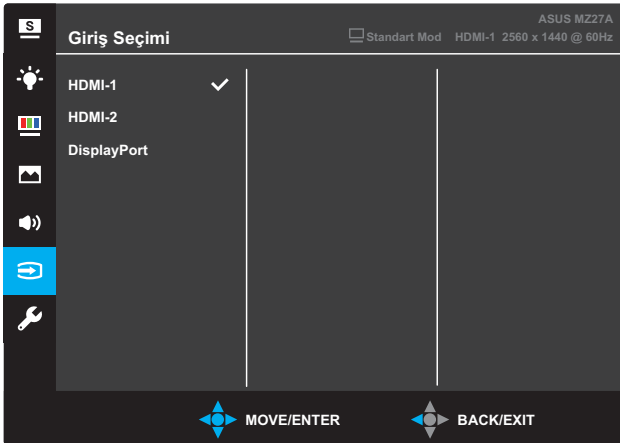 S
ASUS MZ27A
Giriş Seçimi
Standart Mod HDMI-1 2560 x 1440 @ 60Hz
HDMI-1
HDMI-2
DisplayPort
MOVE/ENTER BACK/EXIT